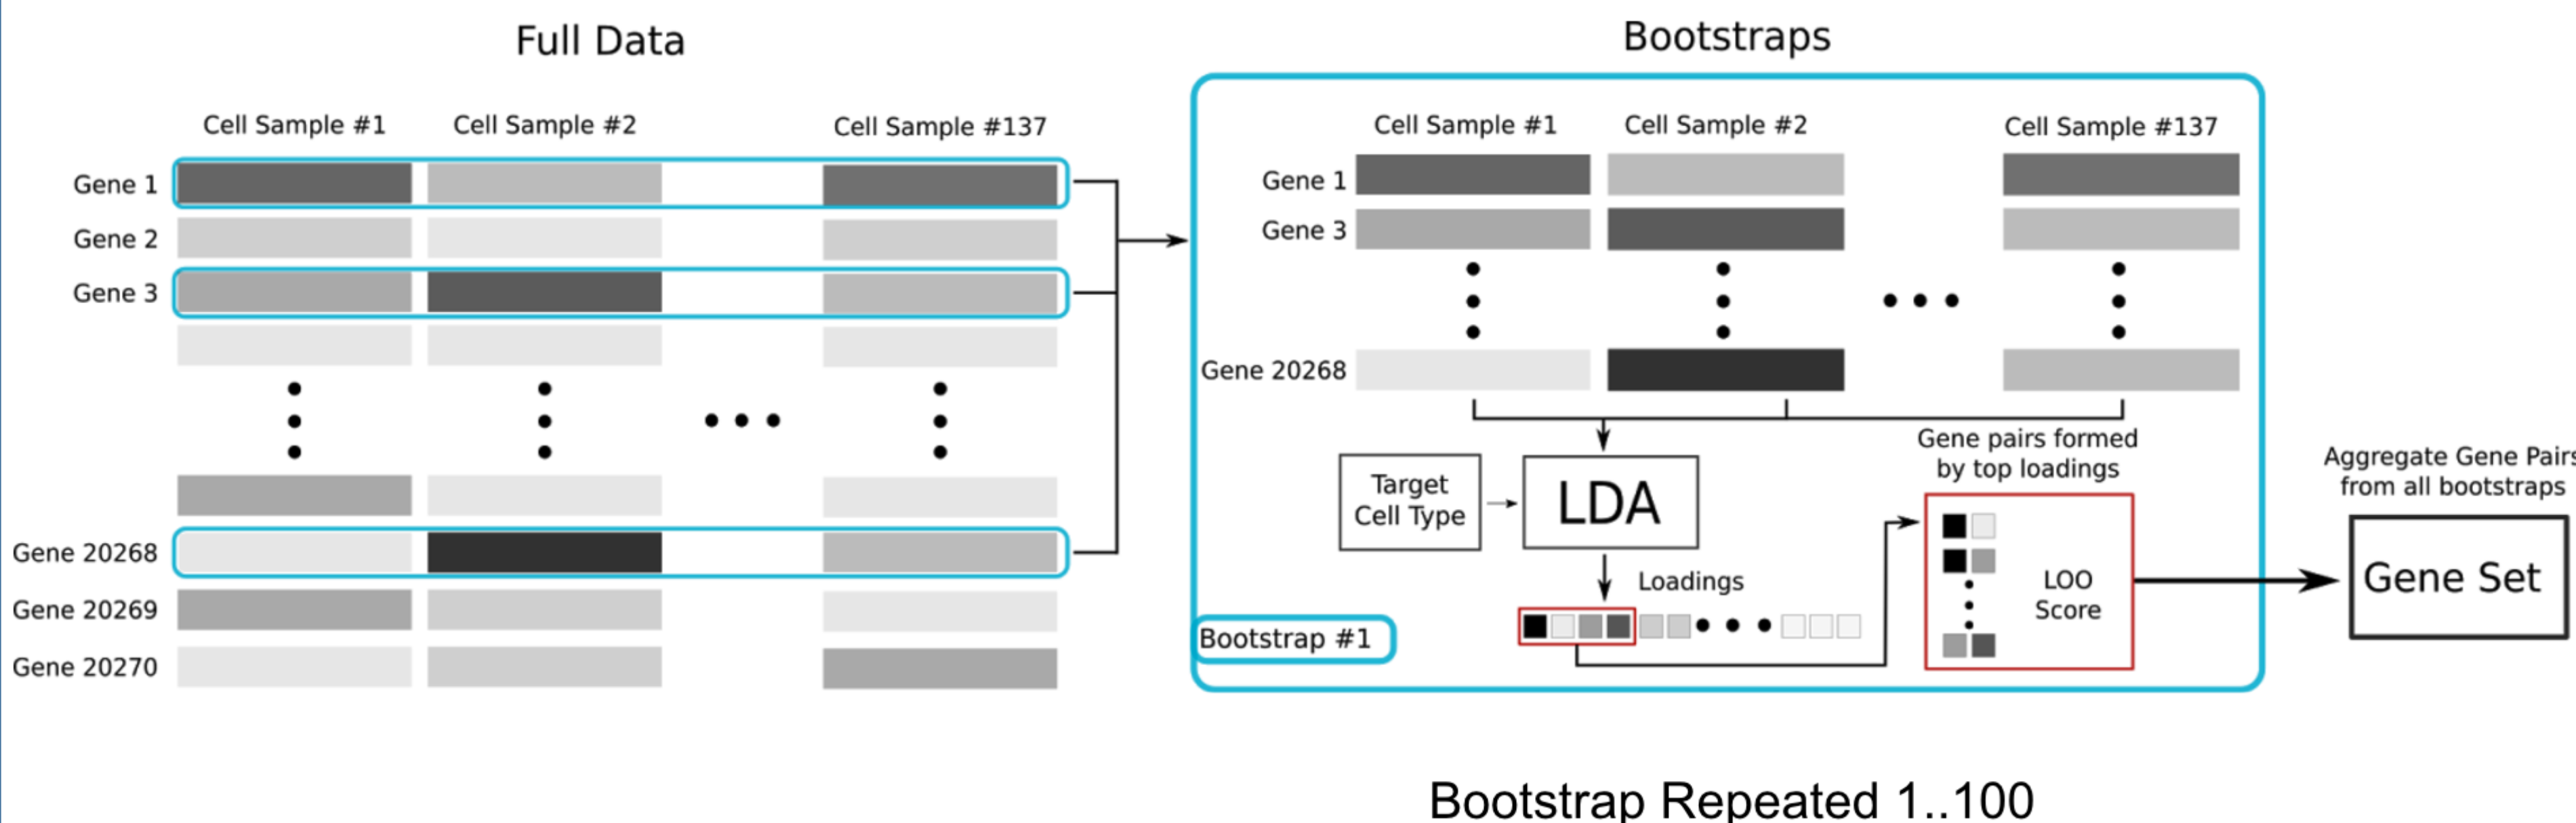 Full Data
Cell Sample #1
Cell Sample #2
Cell Sample #137
Gene 1
Gene 2
Gene 3
Gene 20268
Gene 20269
Gene 20270
Bootstraps
Cell Sample #1
Cell Sample #2
Cell Sample #137
Gene 1
Gene 3
Gene 20268
Target
Cell Type
LDA
Loadings
Bootstrap #1
Gene pairs formed
by top loadings
LOO
Score
Aggregate Gene Pairs
from all bootstraps
Gene Set
Bootstrap Repeated 1..100